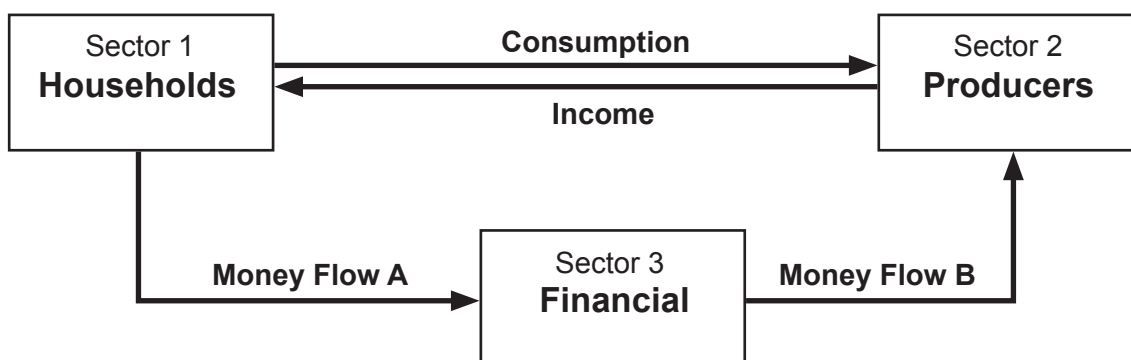 Sector 1
Households
Consumption
Income
Sector 2
Producers
Money Flow A
Sector 3
Financial
Money Flow B